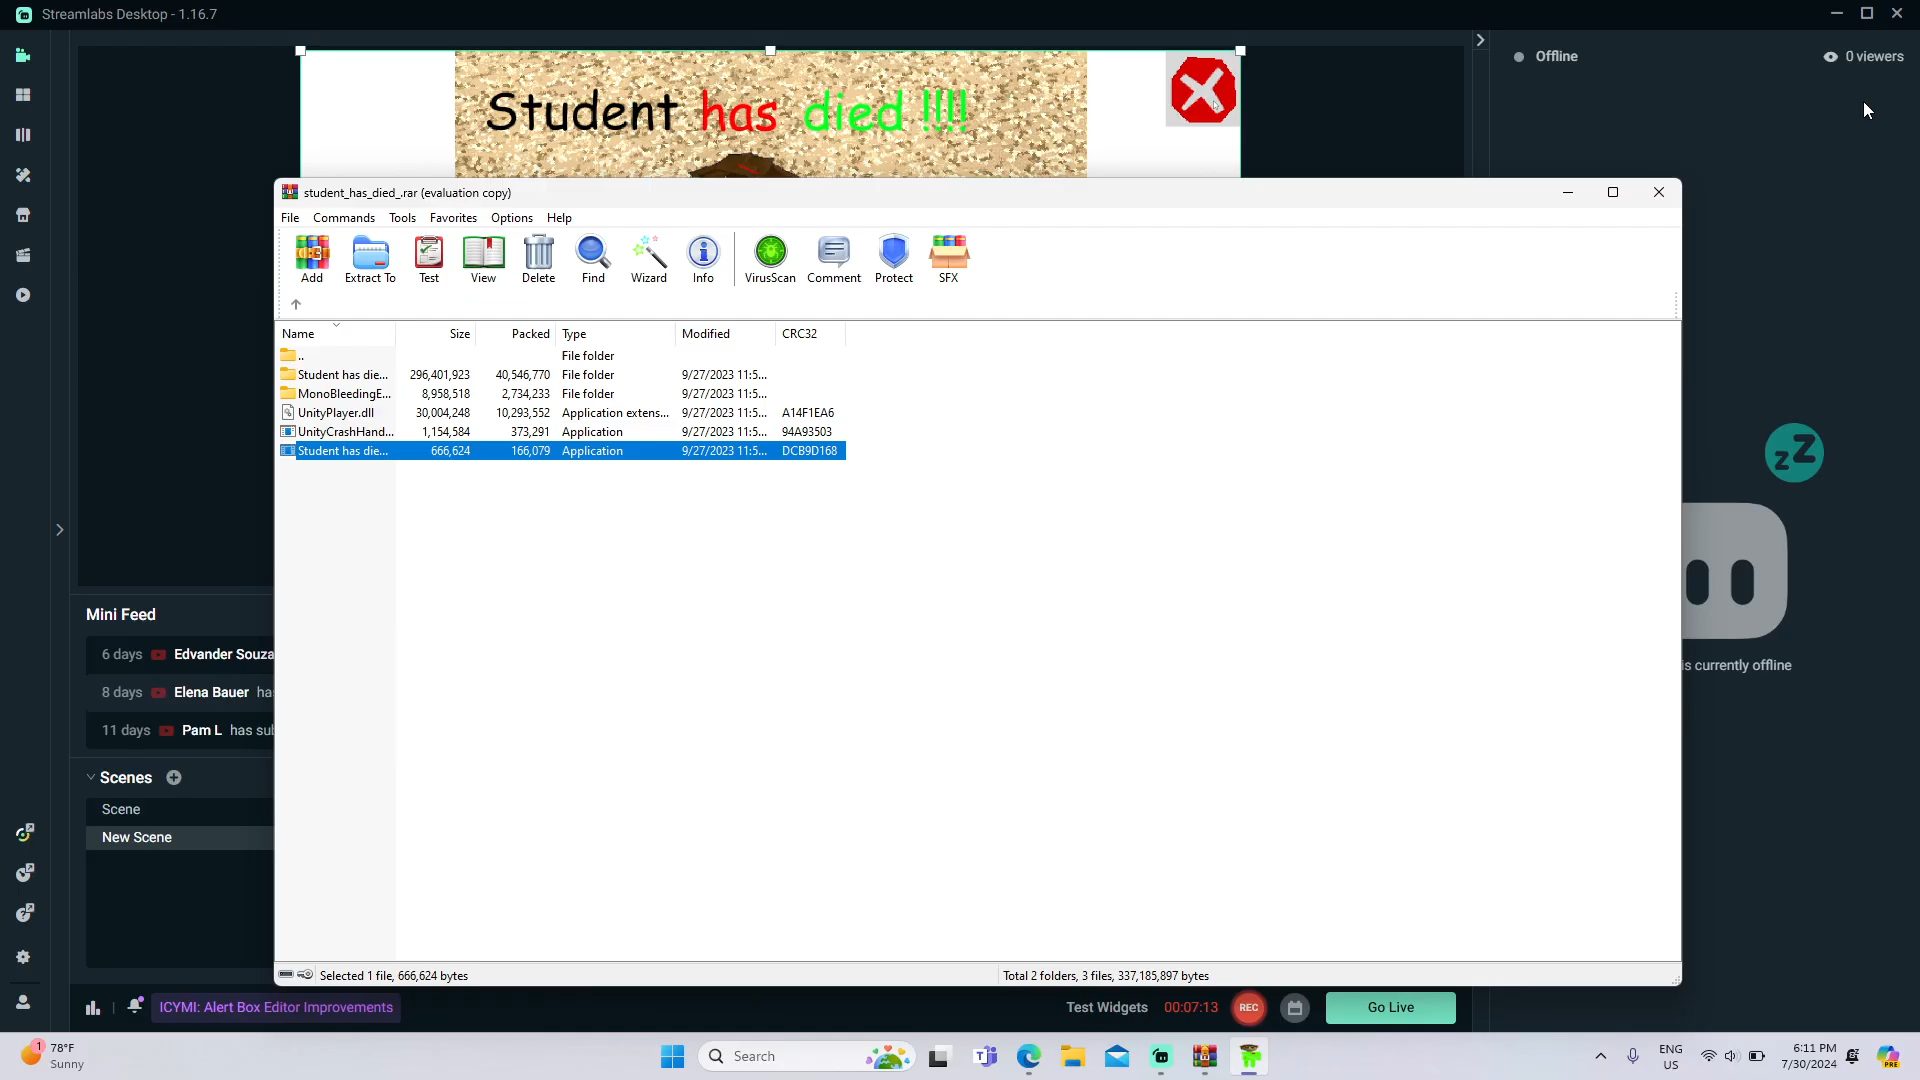 Streamlabs Desktop - 1.16.7
Offline
0 viewers
Student has died !!!!
student_has_died_.rar (evaluation copy)
File Commands Tools Favorites Options Help
Add Extract To Test View Delete Find Wizard Info VirusScan Comment Protect SFX
Name Size Packed Type Modified CRC32
.. File folder
Student has die... 296,401,923 40,546,770 File folder 9/27/2023 11:5...
MonoBleedingE... 8,958,518 2,734,233 File folder 9/27/2023 11:5...
UnityPlayer.dll 30,004,248 10,293,552 Application extens... 9/27/2023 11:5... A14F1EA6
UnityCrashHand... 1,154,584 373,291 Application 9/27/2023 11:5... 94A93503
Student has die... 666,624 166,079 Application 9/27/2023 11:5... DCB9D168
zZ
is currently offline
Mini Feed
6 days Edvander Souza
8 days Elena Bauer ha
11 days Pam L has sub
Scenes
Scene
New Scene
Selected 1 file, 666,624 bytes
Total 2 folders, 3 files, 337,185,897 bytes
ICYMI: Alert Box Editor Improvements
Test Widgets 00:07:13 REC Go Live
1
78°F
Sunny
Search
ENG
US
6:11 PM
7/30/2024
PRE